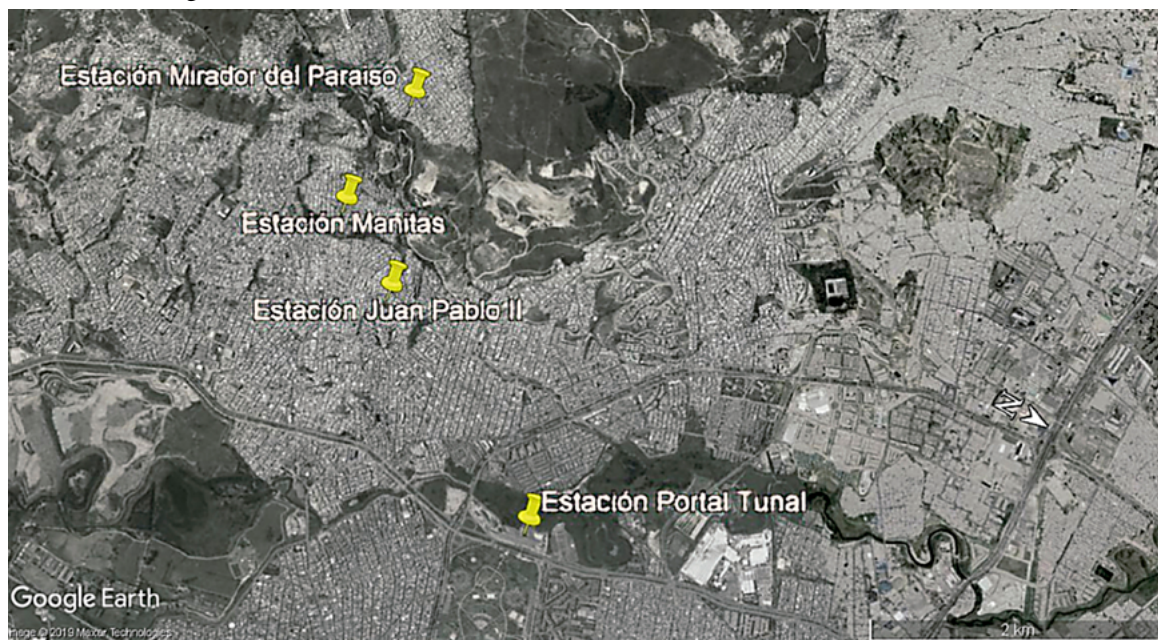 Estación Mirador del Paraiso
Estación Manitas
Estación Juan Pablo II
Estación Portal Tunal
N
Google Earth
Image © 2019 Maxar Technologies
2 km